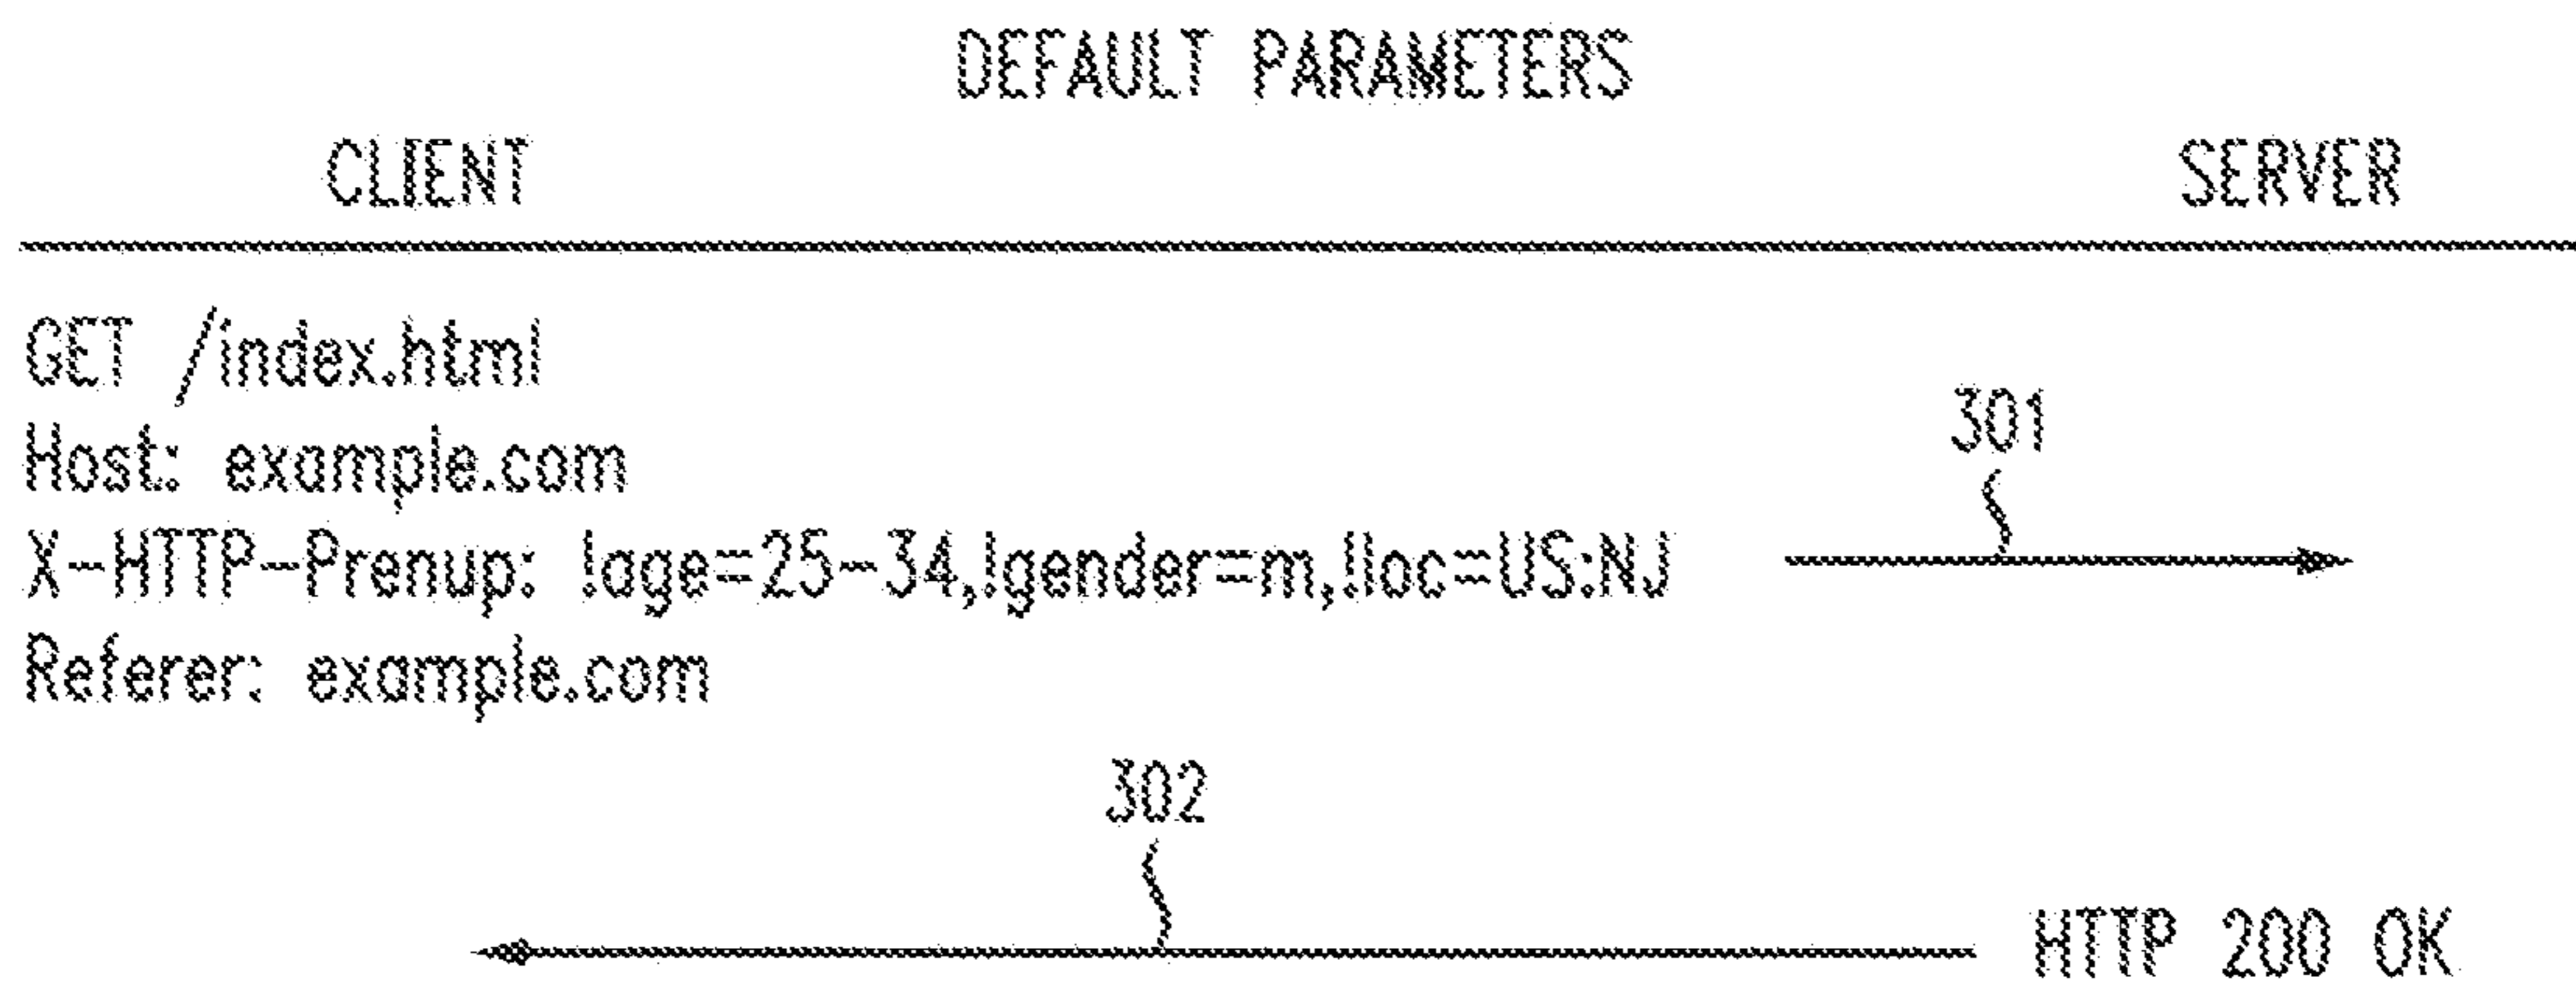 DEFAULT PARAMETERS
CLIENT SERVER
GET /index.html
Host: example.com
301
X-HTTP-Prenup: !age=25-34,!gender=m,!loc=US:NJ
Referer: example.com
302
HTTP 200 OK